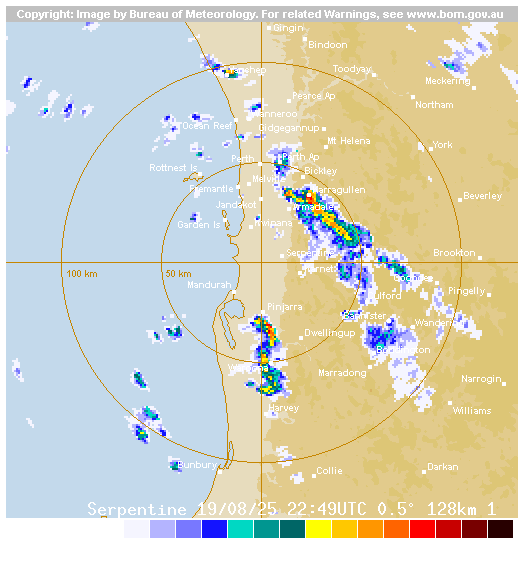 Copyright: Image by Bureau of Meteorology. For related Warnings, see www.bom.gov.au
Gingin
Bindoon
Toodyay
Meckering
Pearce Ap
Northam
Wanneroo
Ocean Reef
Gidgegannup
Mt Helena
York
Perth
Perth Ap
Rottnest Is
Bickley
Fremantle
Karragullen
Beverley
Jandakot
Armadale
Garden Is
Kwinana
Serpentine
Brookton
100 km
50 km
Mandurah
Pingelly
Pinjarra
Bannister
Wandering
Dwellingup
Boddington
Marradong
Narrogin
Harvey
Williams
Bunbury
Collie
Darkan
Serpentine 19/08/25 22:49UTC 0.5° 128km 1